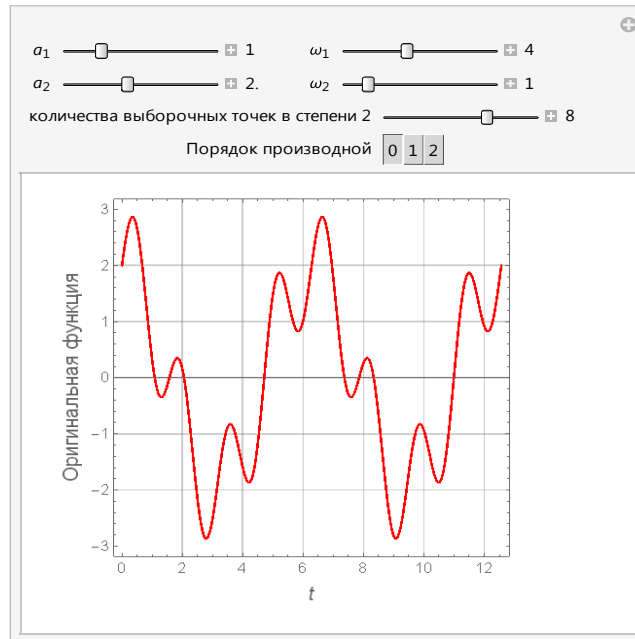 a₁ 1 ω₁ 4
a₂ 2. ω₂ 1
количества выборочных точек в степени 2 8
Порядок производной 0 1 2
Оригинальная функция
3
2
1
0
−1
−2
−3
0 2 4 6 8 10 12
t